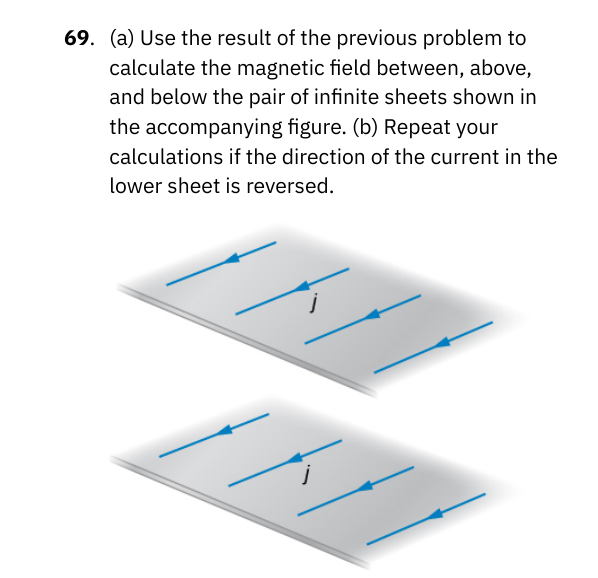 69. (a) Use the result of the previous problem to
calculate the magnetic field between, above,
and below the pair of infinite sheets shown in
the accompanying figure. (b) Repeat your
calculations if the direction of the current in the
lower sheet is reversed.
j
j